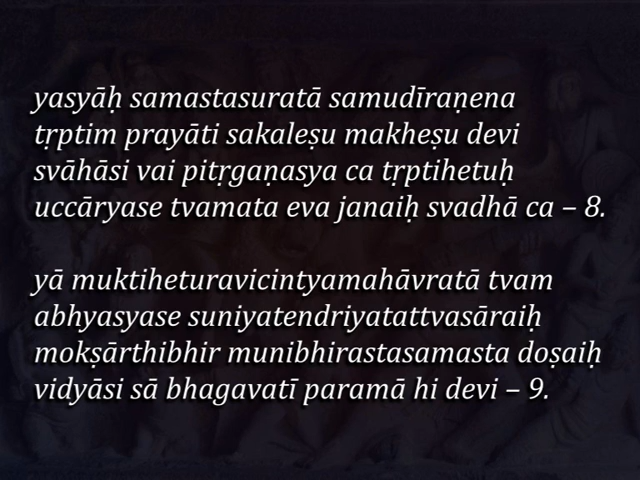 yasyāḥ samastasuratā samudīraṇena
tṛptim prayāti sakaleṣu makheṣu devi
svāhāsi vai pitṛgaṇasya ca tṛptihetuḥ
uccāryase tvamata eva janaiḥ svadhā ca – 8.
yā muktiheturavicintyamahāvratā tvam
abhyasyase suniyatendriyatattvasāraiḥ
mokṣārthibhir munibhirastasamasta doṣaiḥ
vidyāsi sā bhagavatī paramā hi devi – 9.